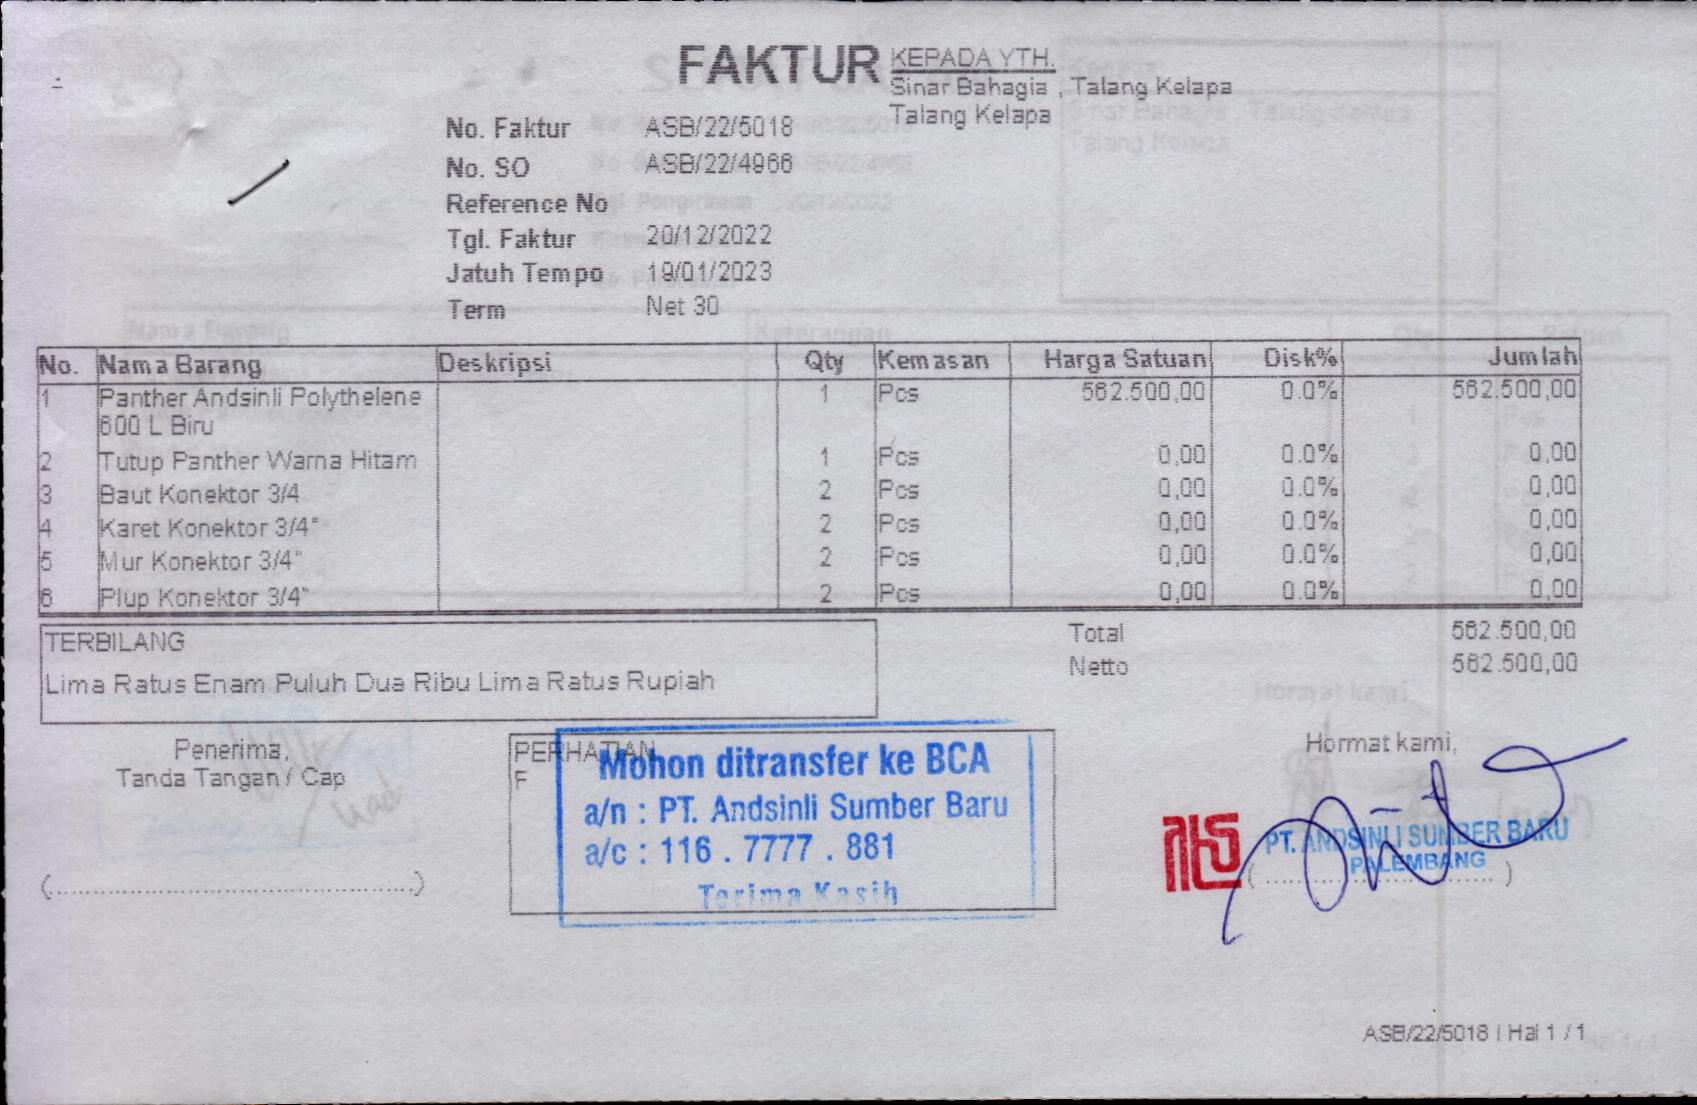 FAKTUR
KEPADA YTH.
Sinar Bahagia , Talang Kelapa
Talang Kelapa
No. Faktur ASB/22/5018
No. SO ASB/22/4966
Reference No
Tgl. Faktur 20/12/2022
Jatuh Tempo 19/01/2023
Term Net 30
No. Nama Barang Deskripsi Qty Kemasan Harga Satuan Disk% Jumlah
1 Panther Andsinli Polythelene 1 Pcs 562.500,00 0.0% 562.500,00
600 L Biru
2 Tutup Panther Warna Hitam 1 Pcs 0,00 0.0% 0,00
3 Baut Konektor 3/4 2 Pcs 0,00 0.0% 0,00
4 Karet Konektor 3/4" 2 Pcs 0,00 0.0% 0,00
5 Mur Konektor 3/4" 2 Pcs 0,00 0.0% 0,00
6 Plup Konektor 3/4" 2 Pcs 0,00 0.0% 0,00
TERBILANG
Lima Ratus Enam Puluh Dua Ribu Lima Ratus Rupiah
Total 562.500,00
Netto 562.500,00
Penerima,
Tanda Tangan / Cap
(..........................................)
PERHATIAN
F
Mohon ditransfer ke BCA
a/n : PT. Andsinli Sumber Baru
a/c : 116 . 7777 . 881
Terima Kasih
Hormat kami,
PT. ANDSINLI SUMBER BARU
PALEMBANG
(..............................)
ASB/22/5018 | Hal 1 / 1